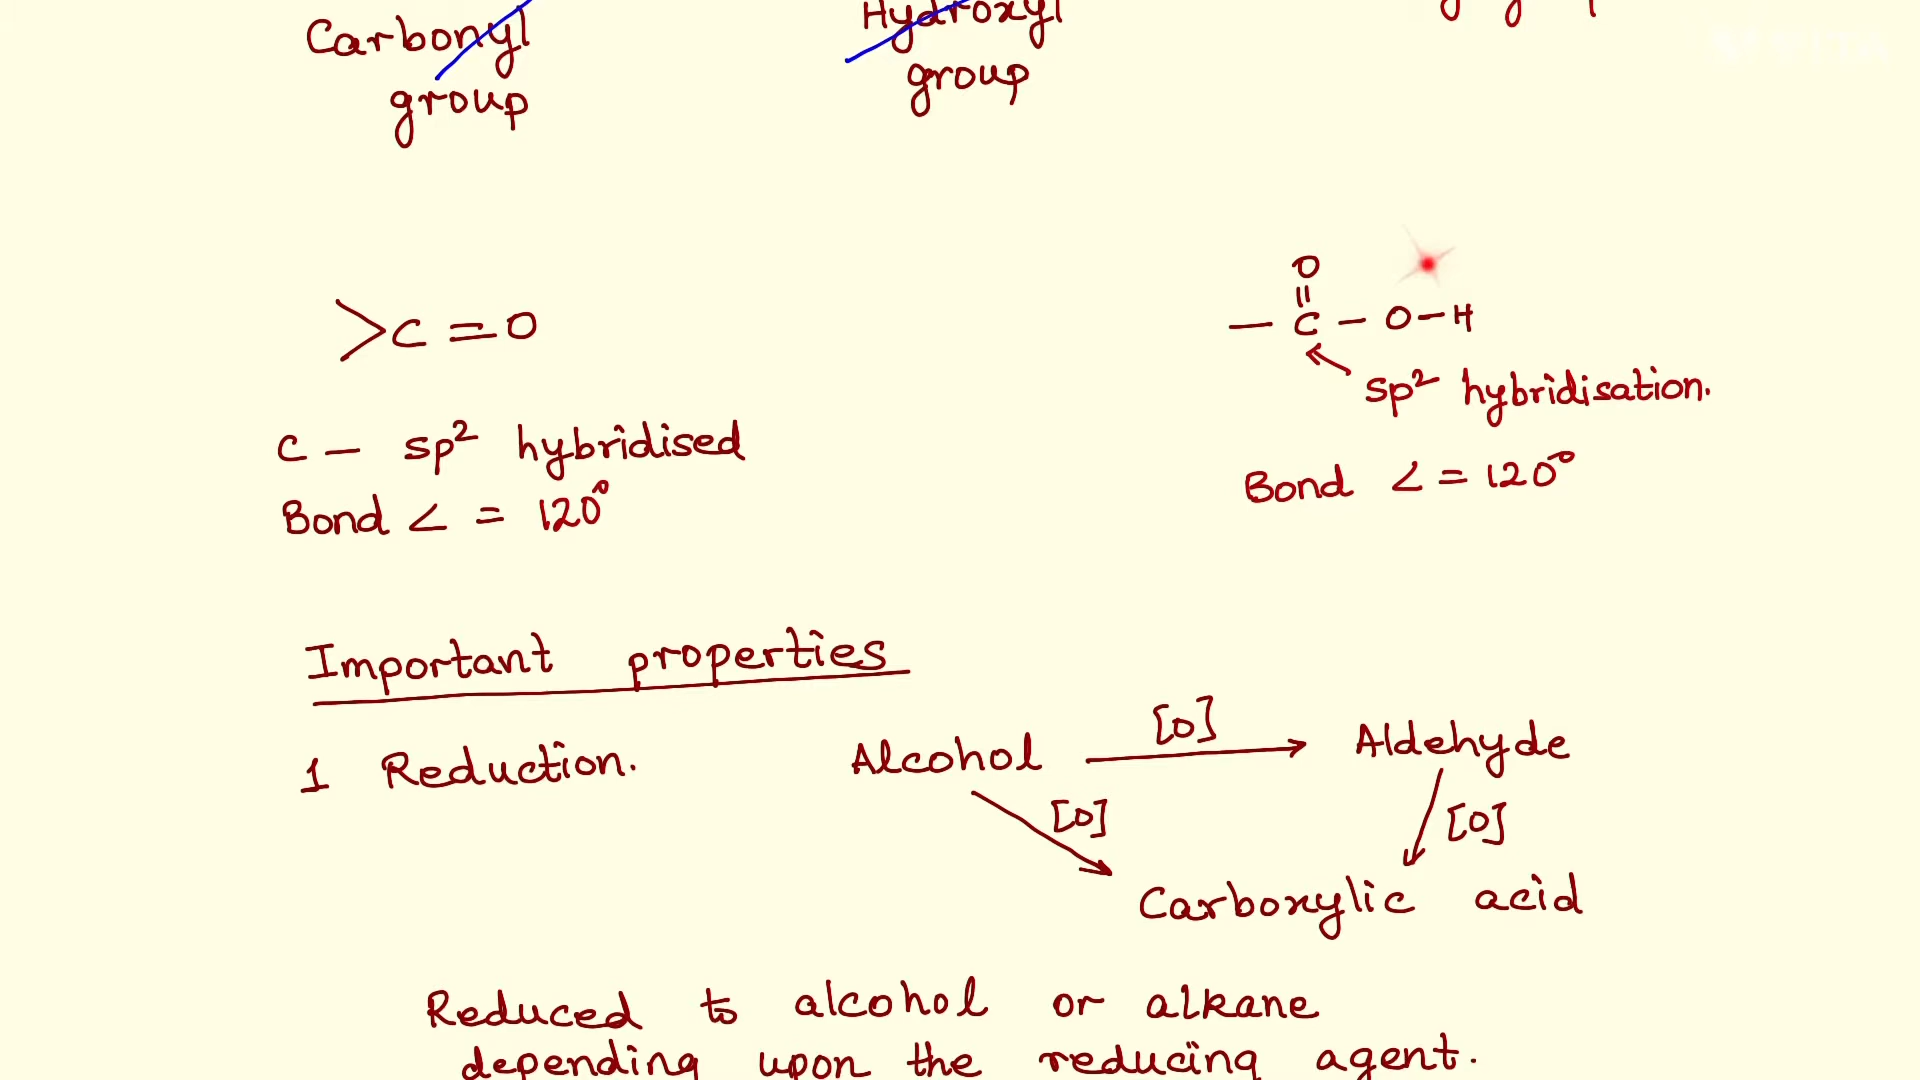 Carbonyl
group
Hydroxyl
group
>C=O
C — sp² hybridised
Bond ∠ = 120°
O
||
— C — O — H
sp² hybridisation.
Bond ∠ = 120°
Important properties
1 Reduction.
Alcohol [O] Aldehyde
[O] [O]
Carboxylic acid
Reduced to alcohol or alkane
depending upon the reducing agent.